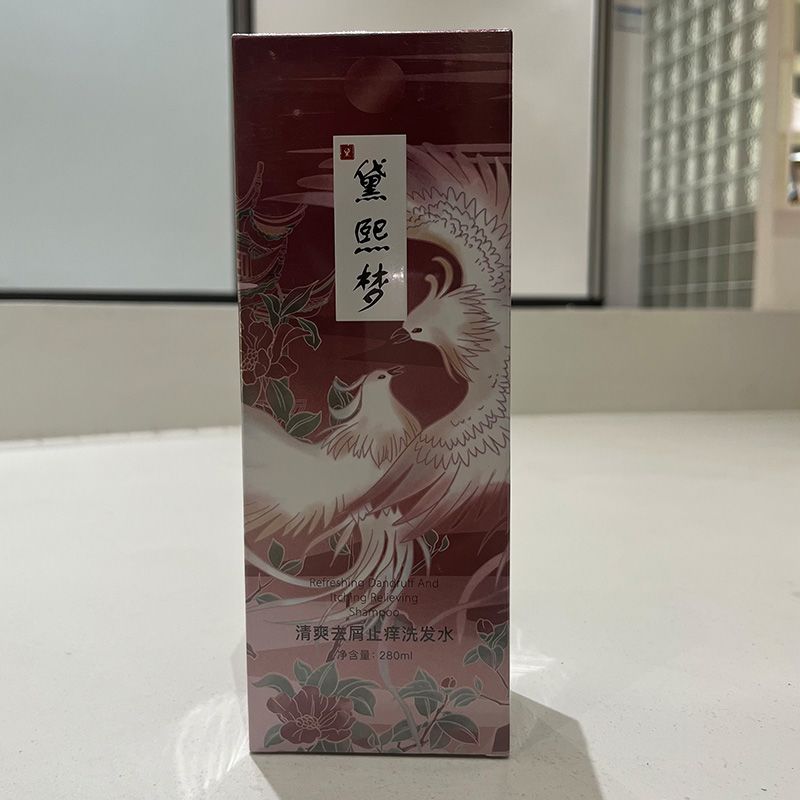 黛熙梦
Refreshing Dandruff And
Itching Relieving
Shampoo
清爽去屑止痒洗发水
净含量：280ml